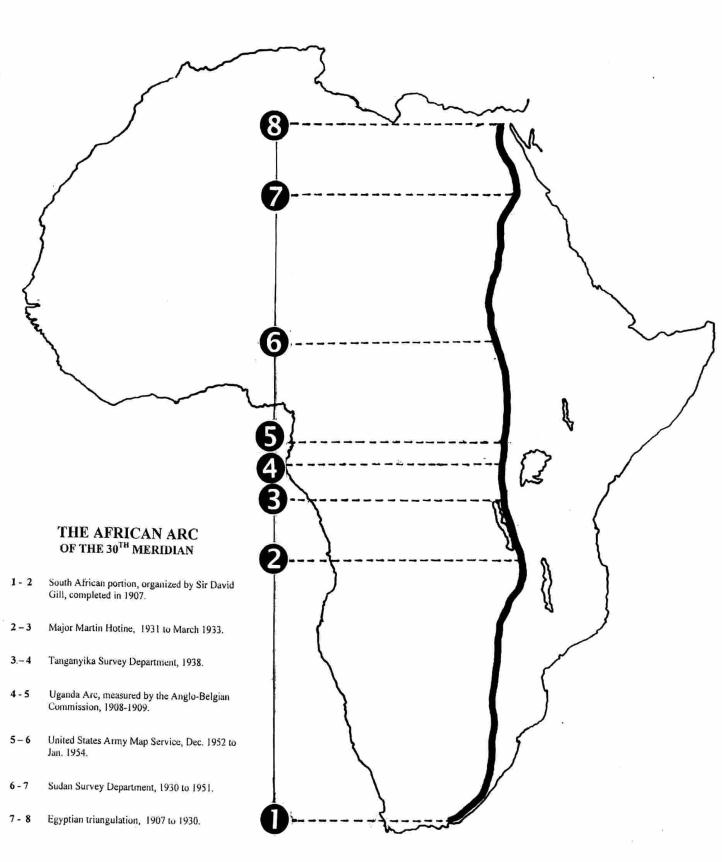 8
7
6
5
4
3
2
1
THE AFRICAN ARC
OF THE 30TH MERIDIAN
1 - 2 South African portion, organized by Sir David
Gill, completed in 1907.
2 – 3 Major Martin Hotine, 1931 to March 1933.
3 – 4 Tanganyika Survey Department, 1938.
4 - 5 Uganda Arc, measured by the Anglo-Belgian
Commission, 1908-1909.
5 – 6 United States Army Map Service, Dec. 1952 to
Jan. 1954.
6 - 7 Sudan Survey Department, 1930 to 1951.
7 - 8 Egyptian triangulation, 1907 to 1930.